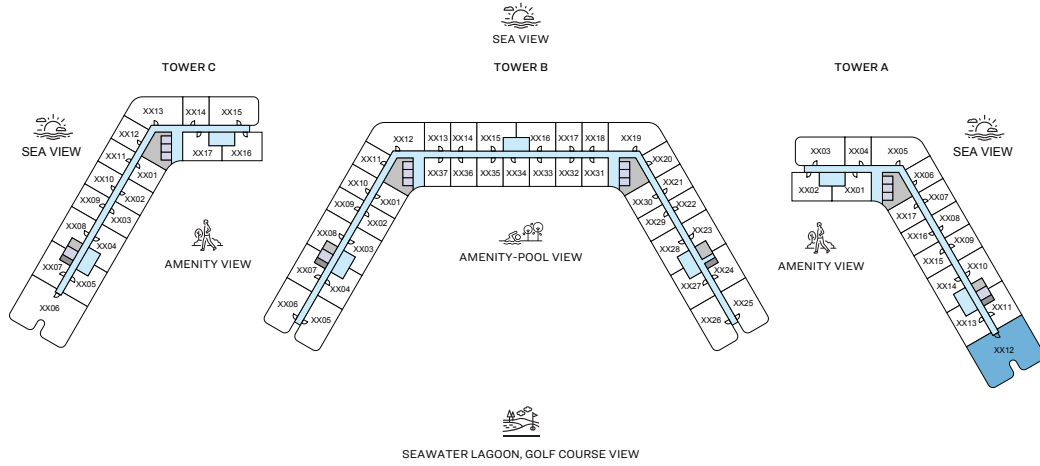 SEA VIEW
TOWER C
TOWER B
TOWER A
SEA VIEW
XX13
XX14
XX15
XX12
XX11
XX17
XX16
XX10
XX01
XX09
XX02
XX03
XX08
XX04
XX07
XX05
XX06
AMENITY VIEW
XX12
XX13
XX14
XX15
XX16
XX17
XX18
XX19
XX11
XX37
XX36
XX35
XX34
XX33
XX32
XX31
XX20
XX10
XX01
XX30
XX21
XX09
XX02
XX29
XX22
XX08
XX03
XX28
XX23
XX07
XX04
XX27
XX24
XX06
XX05
XX26
XX25
AMENITY-POOL VIEW
SEA VIEW
XX03
XX04
XX05
XX02
XX01
XX06
XX07
XX17
XX08
XX16
XX09
XX15
XX10
XX14
XX11
XX13
XX12
AMENITY VIEW
SEAWATER LAGOON, GOLF COURSE VIEW